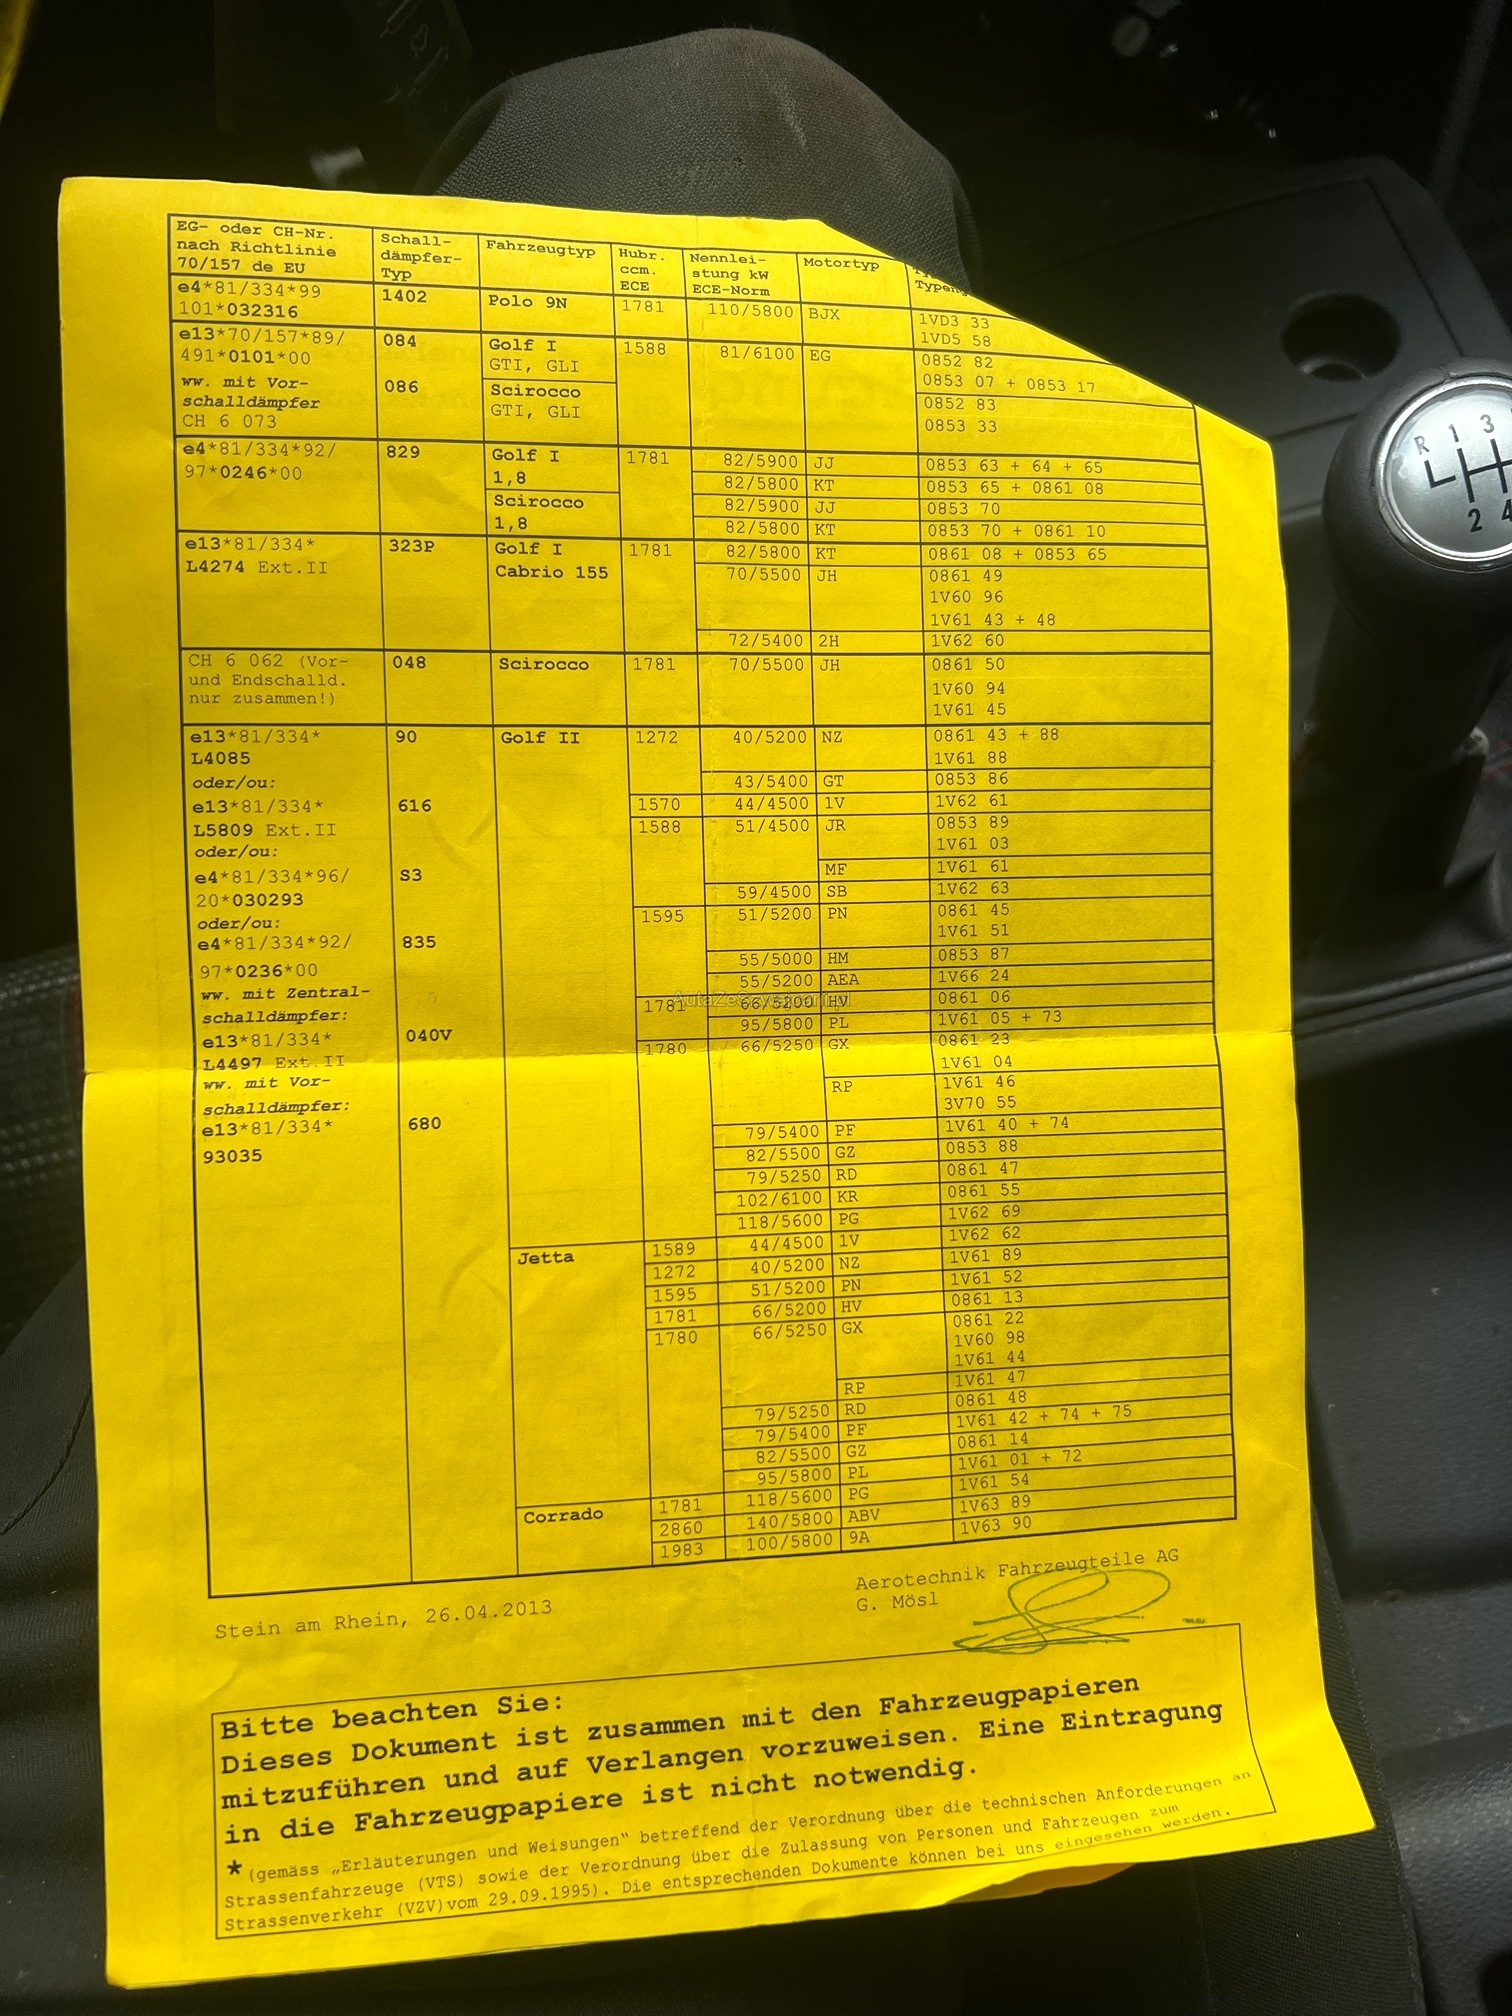 EG- oder CH-Nr.
nach Richtlinie
70/157 de EU
Schall-
dämpfer-
Typ
Fahrzeugtyp
Hubr.
ccm.
ECE
Nennlei-
stung kW
ECE-Norm
Motortyp
e4*81/334*99 1402 Polo 9N 1781 110/5800 BJX 1VD3 33
101*032316 1VD5 58
e13*70/157*89/ 084 Golf I 1588 81/6100 EG 0852 82
491*0101*00 GTI, GLI 0853 07 + 0853 17
ww. mit Vor- 086 Scirocco 0852 83
schalldämpfer GTI, GLI 0853 33
CH 6 073
e4*81/334*92/ 829 Golf I 1781 82/5900 JJ 0853 63 + 64 + 65
97*0246*00 1,8 82/5800 KT 0853 65 + 0861 08
Scirocco 82/5900 JJ 0853 70
1,8 82/5800 KT 0853 70 + 0861 10
e13*81/334* 323P Golf I 1781 82/5800 KT 0861 08 + 0853 65
L4274 Ext.II Cabrio 155 70/5500 JH 0861 49
1V60 96
1V61 43 + 48
72/5400 2H 1V62 60
CH 6 062 (Vor- 048 Scirocco 1781 70/5500 JH 0861 50
und Endschalld. 1V60 94
nur zusammen!) 1V61 45
e13*81/334* 90 Golf II 1272 40/5200 NZ 0861 43 + 88
L4085 1V61 88
oder/ou: 43/5400 GT 0853 86
e13*81/334* 616 1570 44/4500 1V 1V62 61
L5809 Ext.II 1588 51/4500 JR 0853 89
oder/ou: 1V61 03
e4*81/334*96/ S3 MF 1V61 61
20*030293 59/4500 SB 1V62 63
oder/ou: 1595 51/5200 PN 0861 45
e4*81/334*92/ 835 1V61 51
97*0236*00 55/5000 HM 0853 87
ww. mit Zentral- 55/5200 AEA 1V66 24
schalldämpfer: 1781 66/5200 HV 0861 06
e13*81/334* 040V 95/5800 PL 1V61 05 + 73
L4497 Ext.II 1780 66/5250 GX 0861 23
1V61 04
ww. mit Vor- RP 1V61 46
schalldämpfer: 3V70 55
e13*81/334* 680 79/5400 PF 1V61 40 + 74
93035 82/5500 GZ 0853 88
79/5250 RD 0861 47
102/6100 KR 0861 55
118/5600 PG 1V62 69
Jetta 1589 44/4500 1V 1V62 62
1272 40/5200 NZ 1V61 89
1595 51/5200 PN 1V61 52
1781 66/5200 HV 0861 13
1780 66/5250 GX 0861 22
1V60 98
1V61 44
RP 1V61 47
79/5250 RD 0861 48
79/5400 PF 1V61 42 + 74 + 75
82/5500 GZ 0861 14
95/5800 PL 1V61 01 + 72
Corrado 1781 118/5600 PG 1V61 54
2860 140/5800 ABV 1V63 89
1983 100/5800 9A 1V63 90
Stein am Rhein, 26.04.2013
Aerotechnik Fahrzeugteile AG
G. Mösl
Bitte beachten Sie:
Dieses Dokument ist zusammen mit den Fahrzeugpapieren
mitzuführen und auf Verlangen vorzuweisen. Eine Eintragung
in die Fahrzeugpapiere ist nicht notwendig.
*(gemäss „Erläuterungen und Weisungen“ betreffend der Verordnung über die technischen Anforderungen an
Strassenfahrzeuge (VTS) sowie der Verordnung über die Zulassung von Personen und Fahrzeugen zum
Strassenverkehr (VZV)vom 29.09.1995). Die entsprechenden Dokumente können bei uns eingesehen werden.
R 1 3
2 4